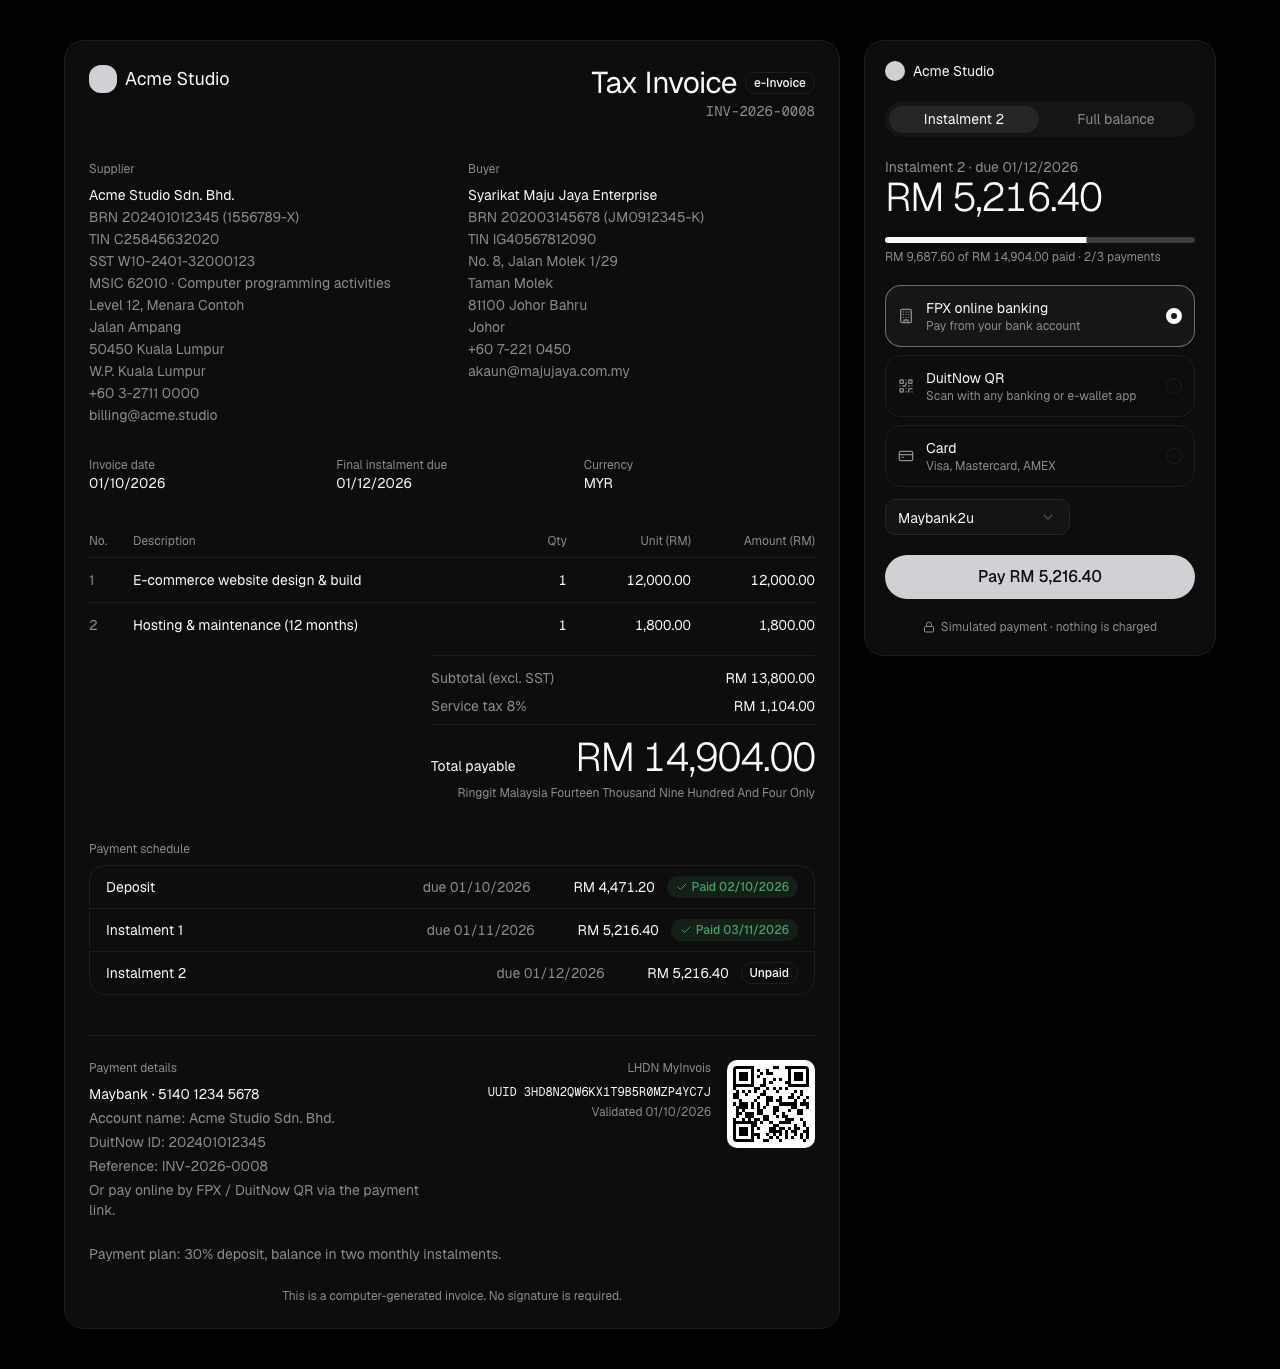 Acme Studio
Tax Invoice e-Invoice
INV-2026-0008
Supplier
Acme Studio Sdn. Bhd.
BRN 202401012345 (1556789-X)
TIN C25845632020
SST W10-2401-32000123
MSIC 62010 · Computer programming activities
Level 12, Menara Contoh
Jalan Ampang
50450 Kuala Lumpur
W.P. Kuala Lumpur
+60 3-2711 0000
billing@acme.studio
Buyer
Syarikat Maju Jaya Enterprise
BRN 202003145678 (JM0912345-K)
TIN IG40567812090
No. 8, Jalan Molek 1/29
Taman Molek
81100 Johor Bahru
Johor
+60 7-221 0450
akaun@majujaya.com.my
Invoice date
01/10/2026
Final instalment due
01/12/2026
Currency
MYR
No. Description Qty Unit (RM) Amount (RM)
1 E-commerce website design & build 1 12,000.00 12,000.00
2 Hosting & maintenance (12 months) 1 1,800.00 1,800.00
Subtotal (excl. SST) RM 13,800.00
Service tax 8% RM 1,104.00
Total payable RM 14,904.00
Ringgit Malaysia Fourteen Thousand Nine Hundred And Four Only
Payment schedule
Deposit due 01/10/2026 RM 4,471.20 Paid 02/10/2026
Instalment 1 due 01/11/2026 RM 5,216.40 Paid 03/11/2026
Instalment 2 due 01/12/2026 RM 5,216.40 Unpaid
Payment details
Maybank · 5140 1234 5678
Account name: Acme Studio Sdn. Bhd.
DuitNow ID: 202401012345
Reference: INV-2026-0008
Or pay online by FPX / DuitNow QR via the payment
link.
LHDN MyInvois
UUID 3HD8N2QW6KX1T9B5R0MZP4YC7J
Validated 01/10/2026
Payment plan: 30% deposit, balance in two monthly instalments.
This is a computer-generated invoice. No signature is required.
Acme Studio
Instalment 2 Full balance
Instalment 2 · due 01/12/2026
RM 5,216.40
RM 9,687.60 of RM 14,904.00 paid · 2/3 payments
FPX online banking
Pay from your bank account
DuitNow QR
Scan with any banking or e-wallet app
Card
Visa, Mastercard, AMEX
Maybank2u
Pay RM 5,216.40
Simulated payment · nothing is charged